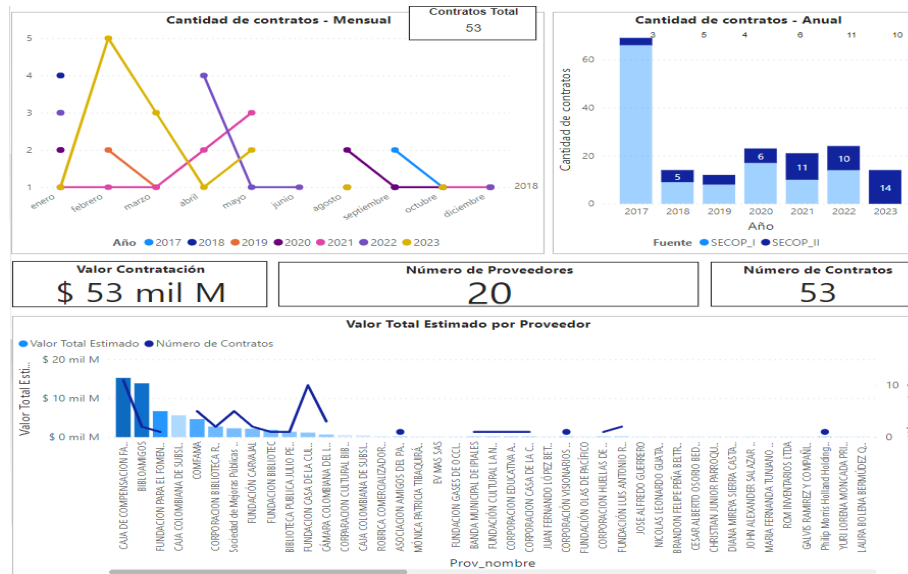 Cantidad de contratos - Mensual
Contratos Total
53
5
4
3
2
1
2018
enero
febrero
marzo
abril
mayo
junio
agosto
septiembre
octubre
diciembre
Año 2017 2018 2019 2020 2021 2022 2023
Cantidad de contratos - Anual
3 5 4 6 11 10
Cantidad de contratos
60
40
20
0
5
6
11
10
14
2017 2018 2019 2020 2021 2022 2023
Año
Fuente SECOP_I SECOP_II
Valor Contratación
$ 53 mil M
Número de Proveedores
20
Número de Contratos
53
Valor Total Estimado por Proveedor
Valor Total Estimado Número de Contratos
Valor Total Esti...
$ 20 mil M
$ 10 mil M
$ 0 mil M
10
0
CAJA DE COMPENSACION FA...
BIBLOAMIGOS
FUNDACIÓN PARA EL FOMEN...
CAJA COLOMBIANA DE SUBSI...
COMFAMA
CORPORACION BIBLIOTECA R...
Sociedad de Mejoras Públicas ...
FUNDACIÓN CARVAJAL
FUNDACION BIBLIOTEC
BIBLIOTECA PUBLICA JULIO PE...
FUNDACION CASA DE LA CUL...
CÁMARA COLOMBIANA DEL L...
CORPARACION CULTURAL BIB...
CAJA COLOMBIANA DE SUBSI...
ROBRICA COMERCIALIZADOR...
ASOCIACION AMIGOS DEL PA...
MÓNICA PATRICIA TIBAQUIRÁ...
EV MAS SAS
FUNDACION GASES DE OCCI...
BANDA MUNICIPAL DE IPIALES
FUNDACIÓN CULTURAL LA N...
CORPORACION EDUCATIVA A...
CORPORACION CASA DE LA C...
JUAN FERNANDO LÓPEZ BET...
CORPORACIÓN VISIONARIOS ...
FUNDACIÓN OLAS DE PACÍFICO
CORPORACION HUELLAS DE ...
FUNDACIÓN LUIS ANTONIO R...
JOSE ALFREDO GUERRERO
NICOLAS LEONARDO GUATA...
BRANDON FELIPE PEÑA BELTR...
CESAR ALBERTO OSORIO BED...
CHRISTIAN JUNIOR PARROQUI...
DIANA MIREYA SIERRA CASTA...
JOHN ALEXANDER SALAZAR ...
MARIA FERNANDA TUNUANO...
RCM INVENTARIOS LTDA
GALVIS RAMIREZ Y COMPAÑÍ...
Philip Morris Holland Holding...
YURI LORENA MONCADA PRI...
LAURA BOLENA BERMÚDEZ Q...
Prov_nombre